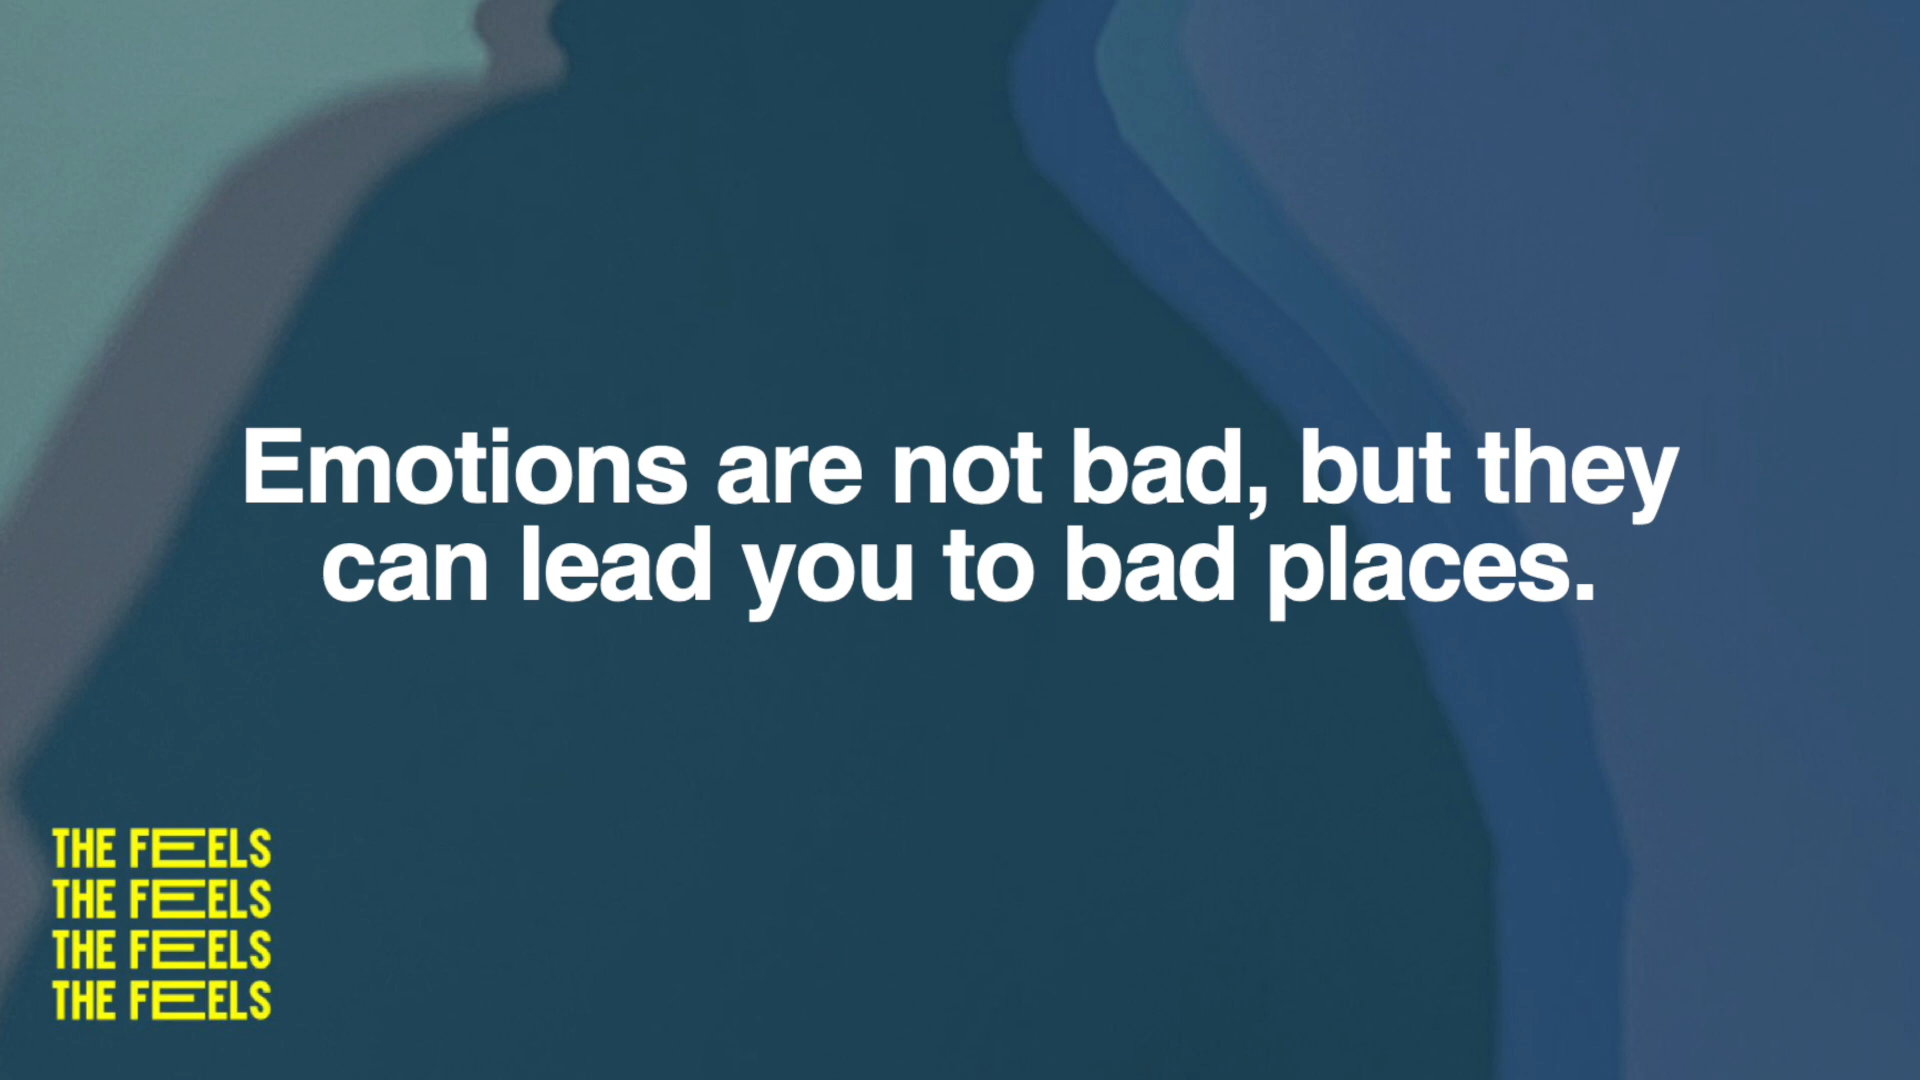 Emotions are not bad, but they
can lead you to bad places.
THE FEELS
THE FEELS
THE FEELS
THE FEELS